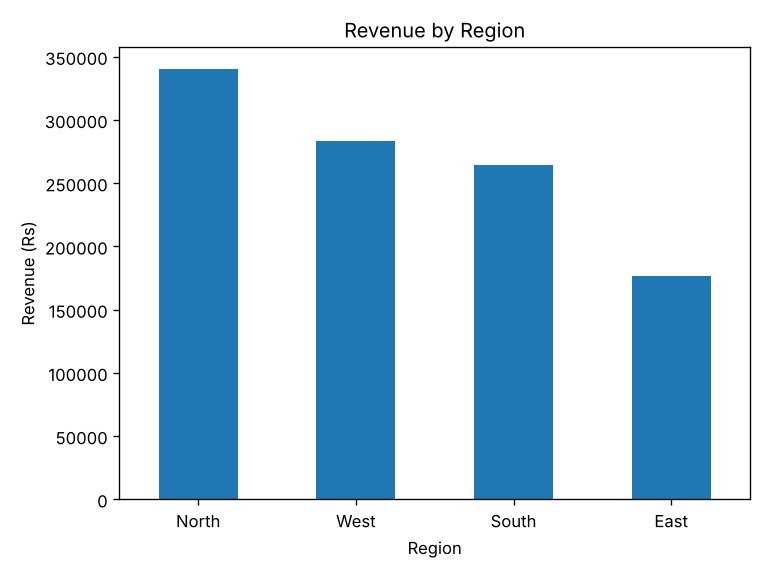 Revenue by Region
Revenue (Rs)
350000
300000
250000
200000
150000
100000
50000
0
North West South East
Region